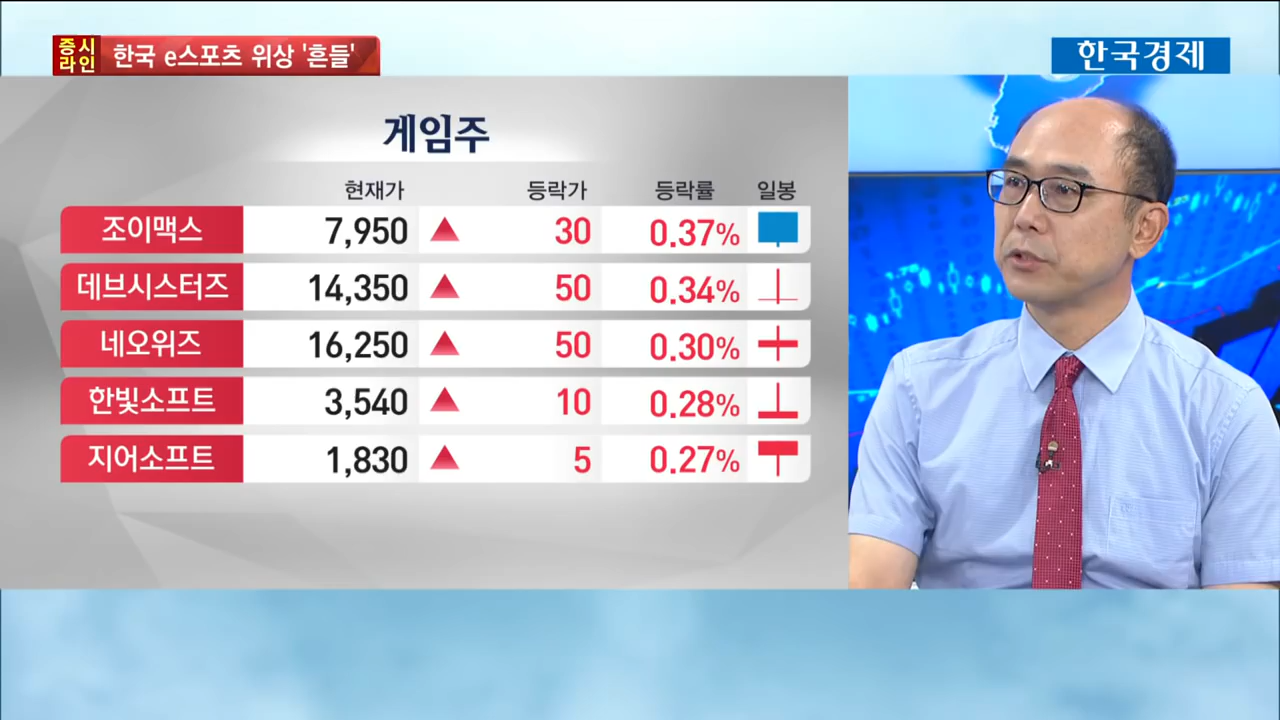 증시라인
한국 e스포츠 위상 '흔들'
한국경제
게임주
현재가 등락가 등락률 일봉
조이맥스 7,950 ▲ 30 0.37%
데브시스터즈 14,350 ▲ 50 0.34%
네오위즈 16,250 ▲ 50 0.30%
한빛소프트 3,540 ▲ 10 0.28%
지어소프트 1,830 ▲ 5 0.27%